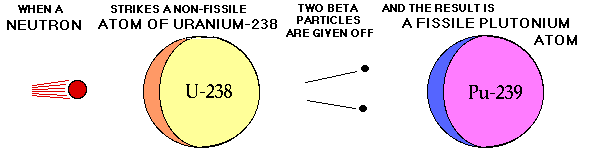 WHEN A
NEUTRON
STRIKES A NON-FISSILE
ATOM OF URANIUM-238
TWO BETA
PARTICLES
ARE GIVEN OFF
AND THE RESULT IS
A FISSILE PLUTONIUM
ATOM
U-238
Pu-239